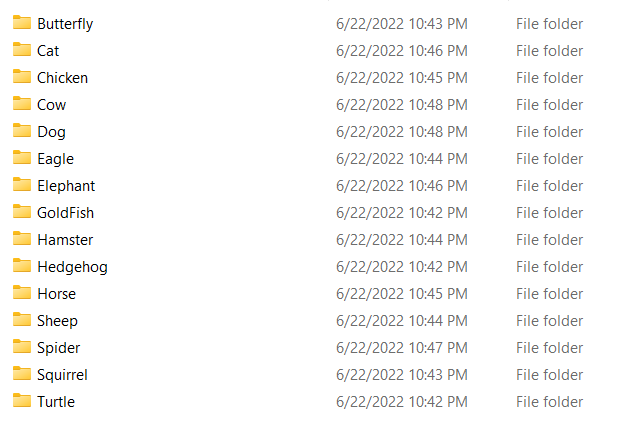 Butterfly 6/22/2022 10:43 PM File folder
Cat 6/22/2022 10:46 PM File folder
Chicken 6/22/2022 10:45 PM File folder
Cow 6/22/2022 10:48 PM File folder
Dog 6/22/2022 10:48 PM File folder
Eagle 6/22/2022 10:44 PM File folder
Elephant 6/22/2022 10:46 PM File folder
GoldFish 6/22/2022 10:42 PM File folder
Hamster 6/22/2022 10:44 PM File folder
Hedgehog 6/22/2022 10:42 PM File folder
Horse 6/22/2022 10:45 PM File folder
Sheep 6/22/2022 10:44 PM File folder
Spider 6/22/2022 10:47 PM File folder
Squirrel 6/22/2022 10:43 PM File folder
Turtle 6/22/2022 10:42 PM File folder